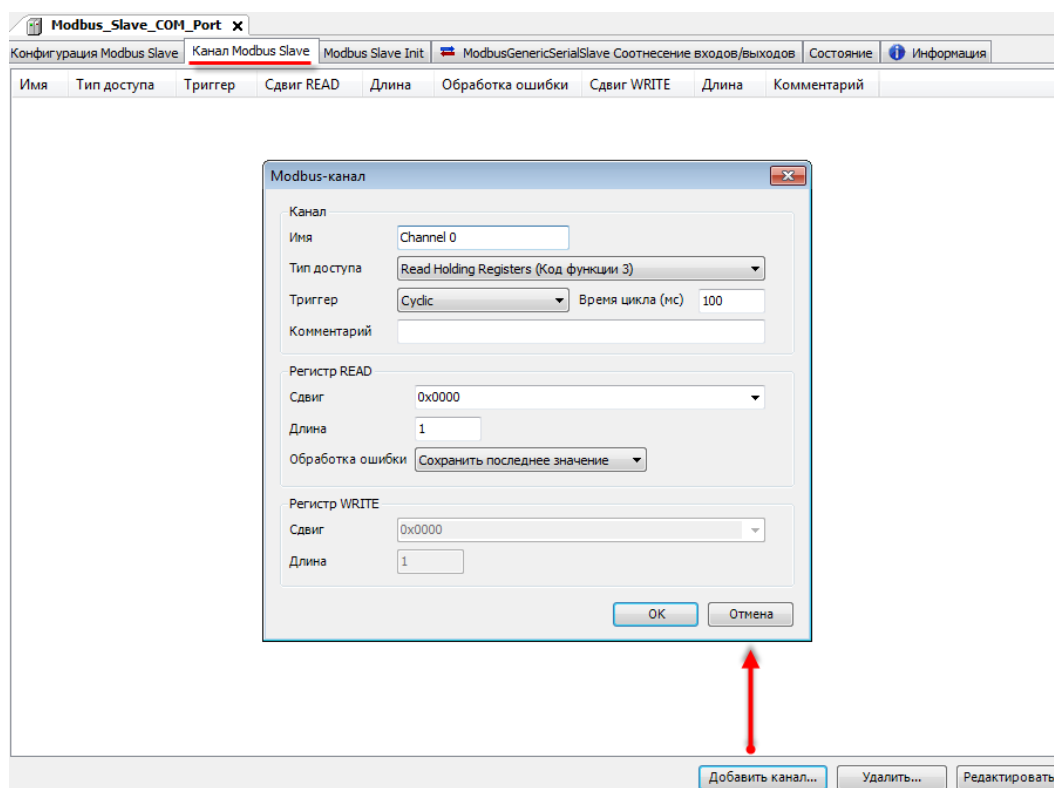 Modbus_Slave_COM_Port X
Конфигурация Modbus Slave Канал Modbus Slave Modbus Slave Init ModbusGenericSerialSlave Соотнесение входов/выходов Состояние Информация
Имя Тип доступа Триггер Сдвиг READ Длина Обработка ошибки Сдвиг WRITE Длина Комментарий
Modbus-канал
Канал
Имя Channel 0
Тип доступа Read Holding Registers (Код функции 3)
Триггер Cyclic Время цикла (мс) 100
Комментарий
Регистр READ
Сдвиг 0x0000
Длина 1
Обработка ошибки Сохранить последнее значение
Регистр WRITE
Сдвиг 0x0000
Длина 1
OK Отмена
Добавить канал... Удалить... Редактировать